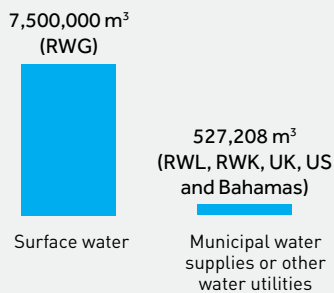 7,500,000 m³
(RWG)
527,208 m³
(RWL, RWK, UK, US
and Bahamas)
Surface water
Municipal water
supplies or other
water utilities